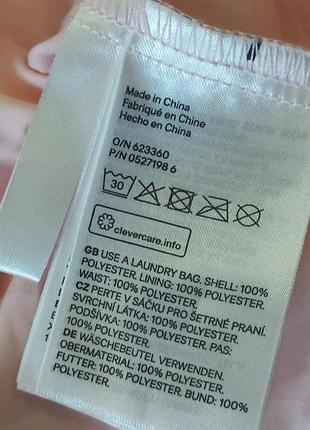 Made in China
Fabriqué en Chine
Hecho en China
O/N 623360
P/N 0527198 6
30
clevercare.info
GB USE A LAUNDRY BAG, SHELL: 100%
POLYESTER. LINING: 100% POLYESTER.
WAIST: 100% POLYESTER.
CZ PERTE V SÁČKU PRO ŠETRNÉ PRANÍ.
SVRCHNÍ LÁTKA: 100% POLYESTER.
PODŠÍVKA: 100% POLYESTER. PAS:
100% POLYESTER.
DE WÄSCHEBEUTEL VERWENDEN.
OBERMATERIAL: 100% POLYESTER.
FUTTER: 100% POLYESTER. BUND: 100%
POLYESTER.